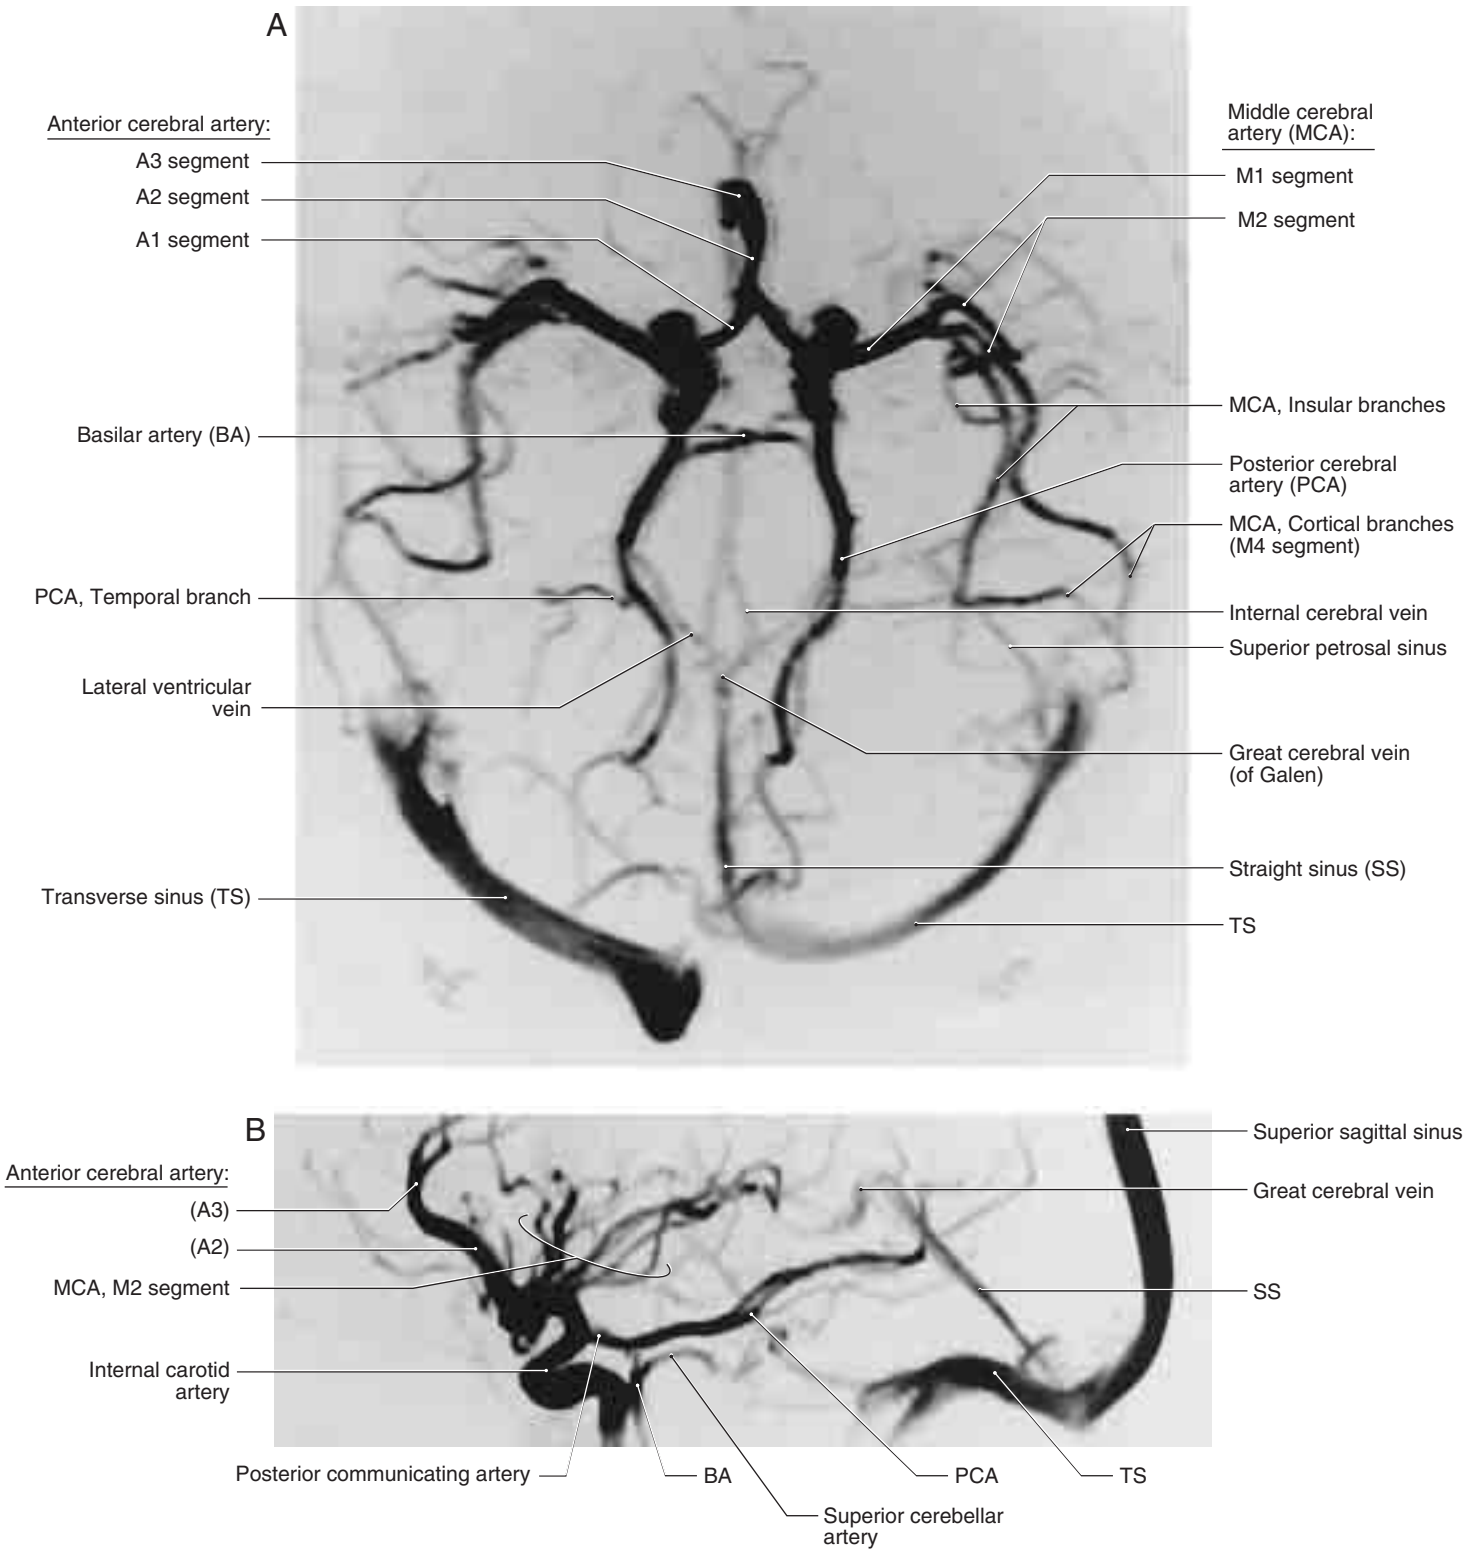 A
Anterior cerebral artery:
A3 segment
A2 segment
A1 segment
Basilar artery (BA)
PCA, Temporal branch
Lateral ventricular
vein
Transverse sinus (TS)
Middle cerebral
artery (MCA):
M1 segment
M2 segment
MCA, Insular branches
Posterior cerebral
artery (PCA)
MCA, Cortical branches
(M4 segment)
Internal cerebral vein
Superior petrosal sinus
Great cerebral vein
(of Galen)
Straight sinus (SS)
TS
B
Anterior cerebral artery:
(A3)
(A2)
MCA, M2 segment
Internal carotid
artery
Superior sagittal sinus
Great cerebral vein
SS
Posterior communicating artery
BA
PCA
TS
Superior cerebellar
artery